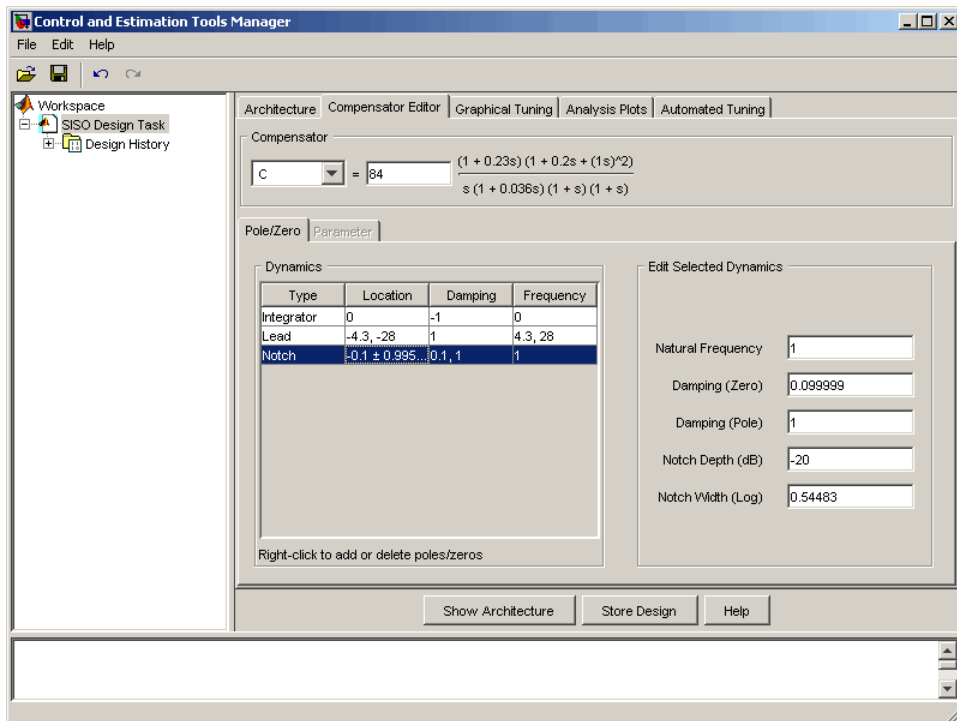 Control and Estimation Tools Manager
File Edit Help
Workspace
SISO Design Task
Design History
Architecture Compensator Editor Graphical Tuning Analysis Plots Automated Tuning
Compensator
C = 84 (1 + 0.23s) (1 + 0.2s + (1s)^2)
s (1 + 0.036s) (1 + s) (1 + s)
Pole/Zero Parameter
Dynamics
Type Location Damping Frequency
Integrator 0 -1 0
Lead -4.3, -28 1 4.3, 28
Notch -0.1 ± 0.995... 0.1, 1 1
Right-click to add or delete poles/zeros
Edit Selected Dynamics
Natural Frequency 1
Damping (Zero) 0.099999
Damping (Pole) 1
Notch Depth (dB) -20
Notch Width (Log) 0.54483
Show Architecture Store Design Help